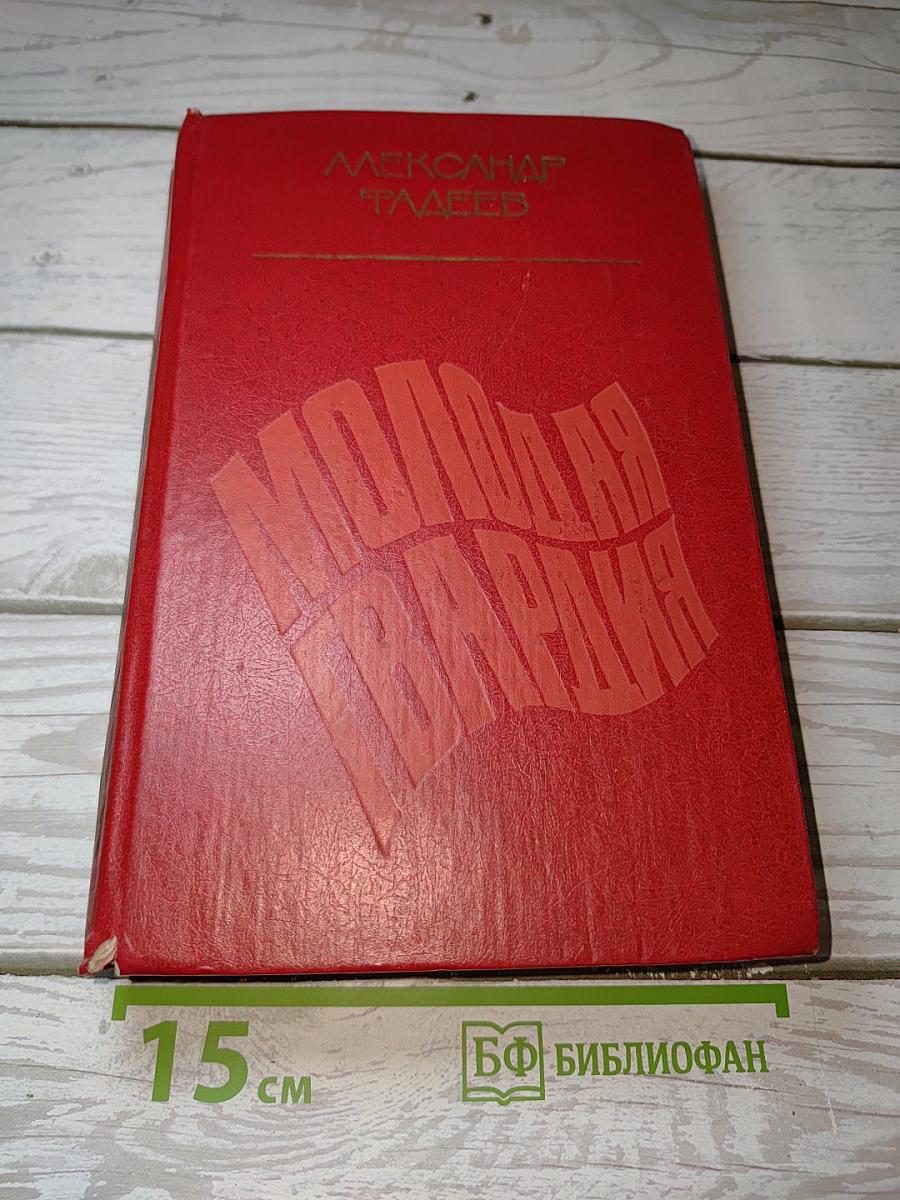 АЛЕКСАНДР
ФАДЕЕВ
МОЛОДАЯ
ГВАРДИЯ
15 см
БФ БИБЛИОФАН